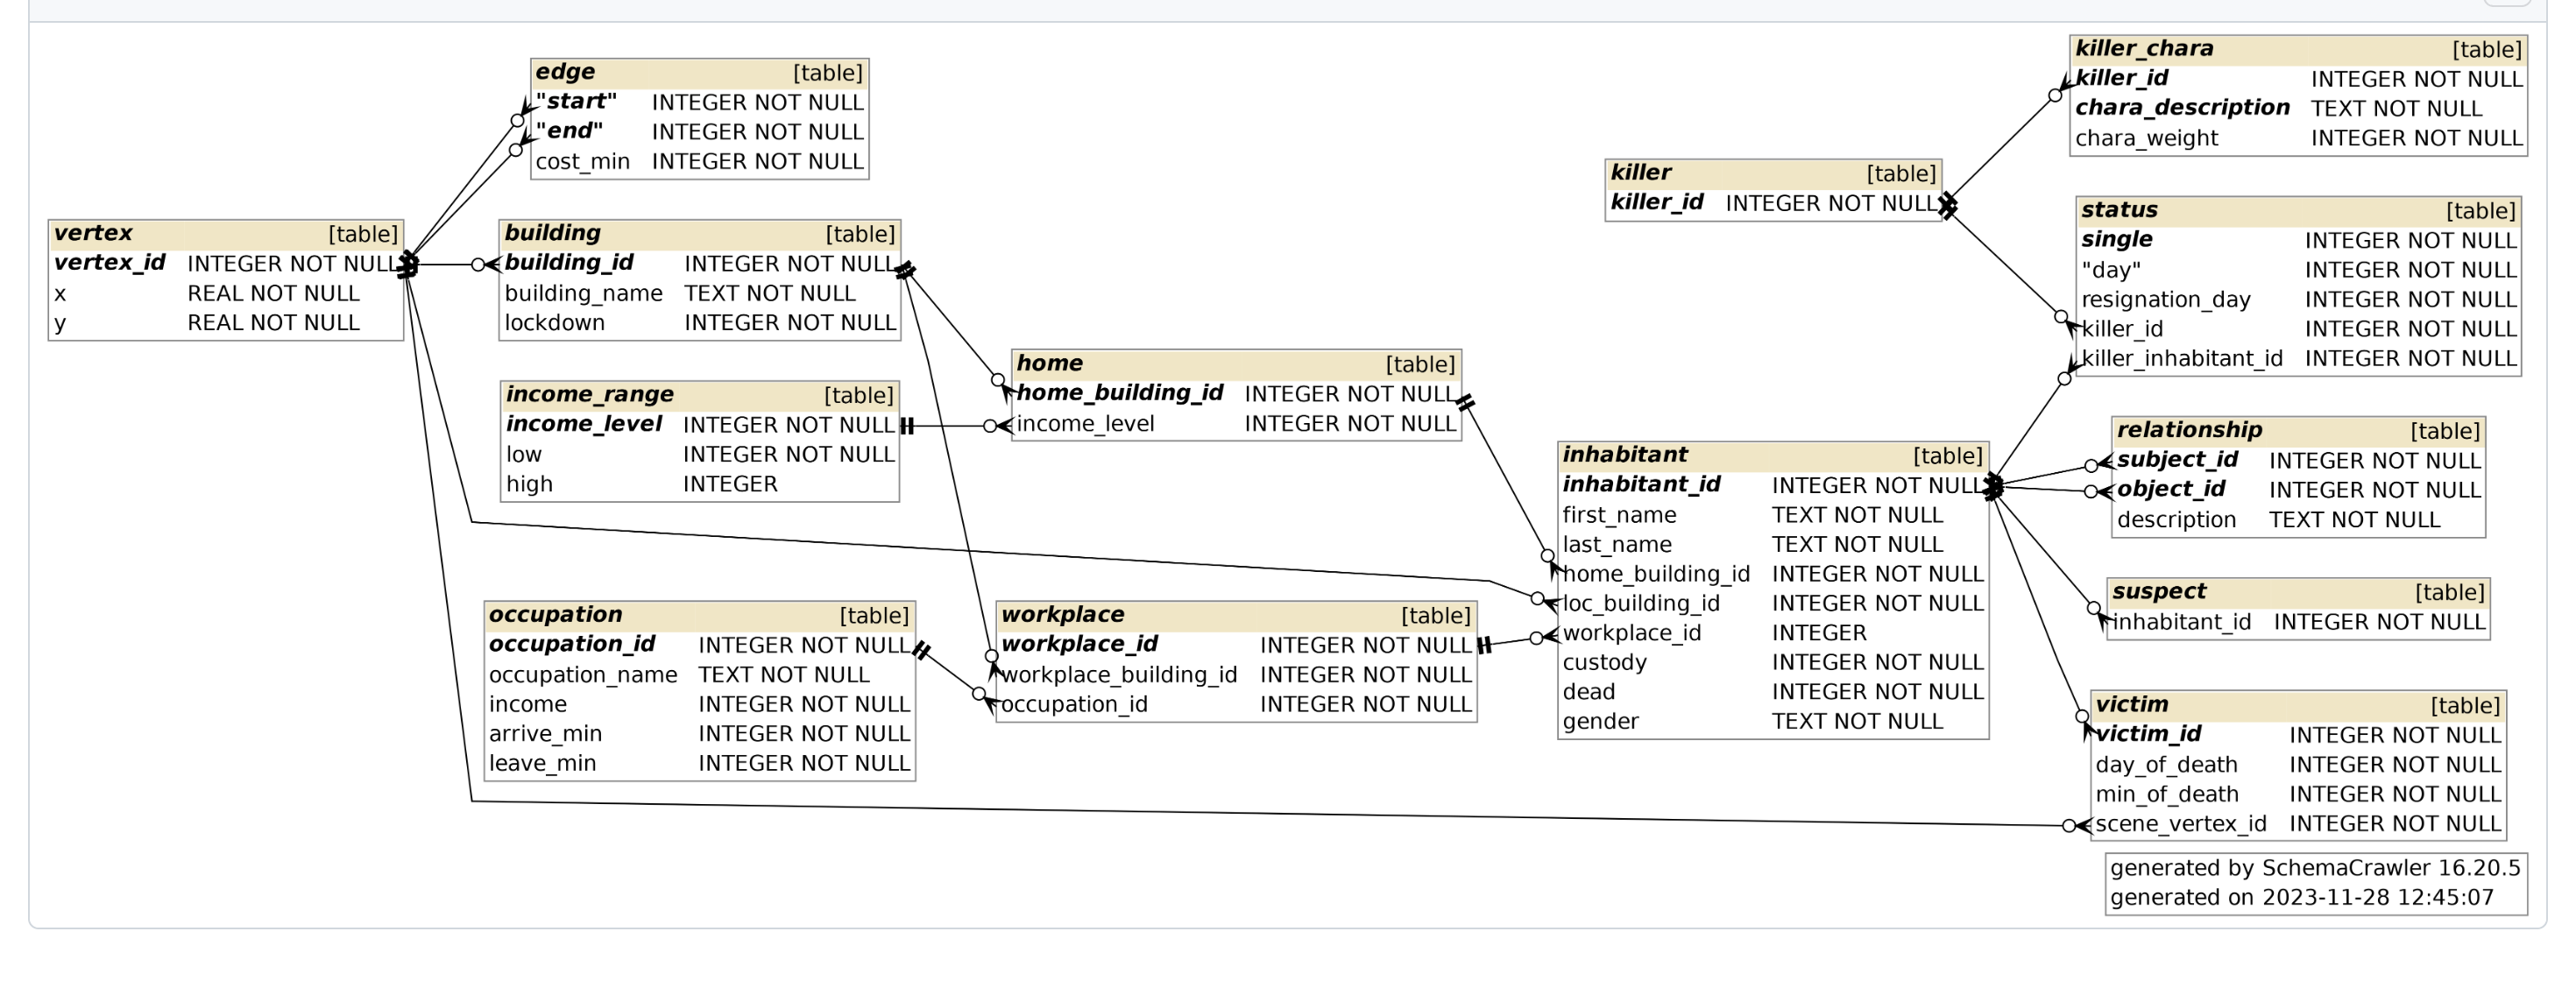 edge [table]
"start" INTEGER NOT NULL
"end" INTEGER NOT NULL
cost_min INTEGER NOT NULL
vertex [table]
vertex_id INTEGER NOT NULL
x REAL NOT NULL
y REAL NOT NULL
building [table]
building_id INTEGER NOT NULL
building_name TEXT NOT NULL
lockdown INTEGER NOT NULL
income_range [table]
income_level INTEGER NOT NULL
low INTEGER NOT NULL
high INTEGER
occupation [table]
occupation_id INTEGER NOT NULL
occupation_name TEXT NOT NULL
income INTEGER NOT NULL
arrive_min INTEGER NOT NULL
leave_min INTEGER NOT NULL
home [table]
home_building_id INTEGER NOT NULL
income_level INTEGER NOT NULL
workplace [table]
workplace_id INTEGER NOT NULL
workplace_building_id INTEGER NOT NULL
occupation_id INTEGER NOT NULL
killer [table]
killer_id INTEGER NOT NULL
inhabitant [table]
inhabitant_id INTEGER NOT NULL
first_name TEXT NOT NULL
last_name TEXT NOT NULL
home_building_id INTEGER NOT NULL
loc_building_id INTEGER NOT NULL
workplace_id INTEGER
custody INTEGER NOT NULL
dead INTEGER NOT NULL
gender TEXT NOT NULL
killer_chara [table]
killer_id INTEGER NOT NULL
chara_description TEXT NOT NULL
chara_weight INTEGER NOT NULL
status [table]
single INTEGER NOT NULL
"day" INTEGER NOT NULL
resignation_day INTEGER NOT NULL
killer_id INTEGER NOT NULL
killer_inhabitant_id INTEGER NOT NULL
relationship [table]
subject_id INTEGER NOT NULL
object_id INTEGER NOT NULL
description TEXT NOT NULL
suspect [table]
inhabitant_id INTEGER NOT NULL
victim [table]
victim_id INTEGER NOT NULL
day_of_death INTEGER NOT NULL
min_of_death INTEGER NOT NULL
scene_vertex_id INTEGER NOT NULL
generated by SchemaCrawler 16.20.5
generated on 2023-11-28 12:45:07